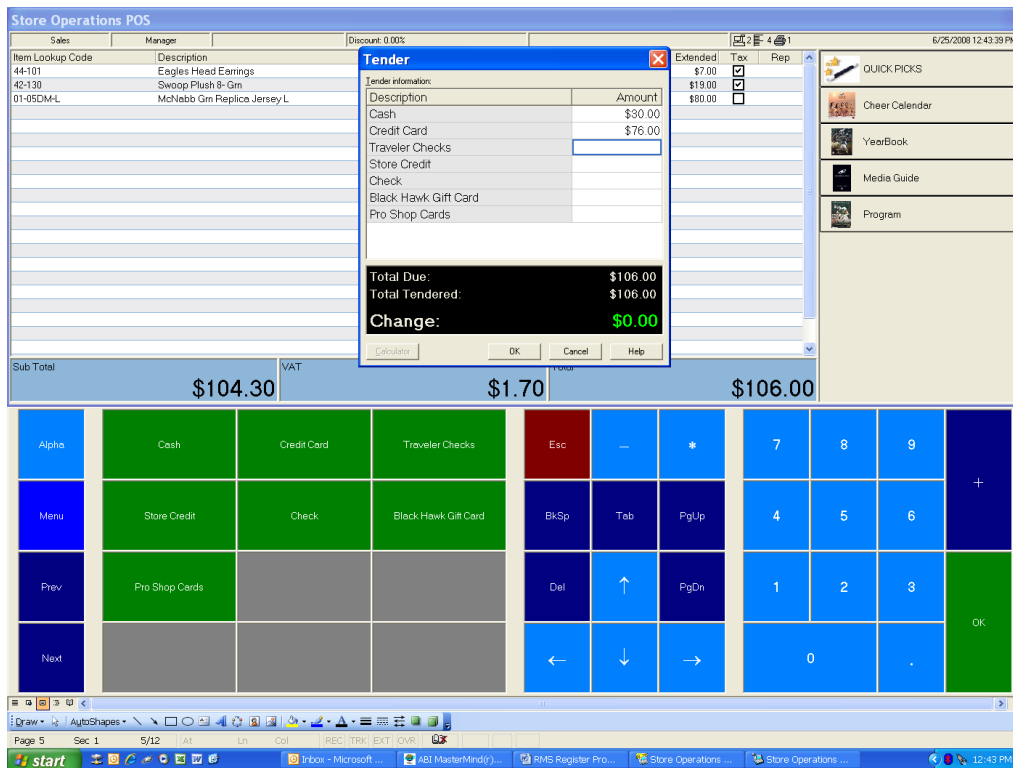 Store Operations POS
Sales Manager Discount: 0.00% 2 4 1 6/25/2008 12:43:39 PM
Item Lookup Code Description Extended Tax Rep
44-101 Eagles Head Earrings $7.00
42-130 Swoop Plush 8- Grn $19.00
01-05DM-L McNabb Grn Replica Jersey L $80.00
Tender
Tender information:
Description Amount
Cash $30.00
Credit Card $76.00
Traveler Checks
Store Credit
Check
Black Hawk Gift Card
Pro Shop Cards
Total Due: $106.00
Total Tendered: $106.00
Change: $0.00
Calculator OK Cancel Help
QUICK PICKS
Cheer Calendar
YearBook
Media Guide
Program
Sub Total VAT Total
$104.30 $1.70 $106.00
Alpha Cash Credit Card Traveler Checks Esc – * 7 8 9 +
Menu Store Credit Check Black Hawk Gift Card BkSp Tab PgUp 4 5 6
Prev Pro Shop Cards Del ↑ PgDn 1 2 3 OK
Next ← ↓ → 0 .
Draw AutoShapes
Page 5 Sec 1 5/12 At Ln Col REC TRK EXT OVR
start Inbox - Microsoft ... ABI MasterMind(r)... RMS Register Pro... Store Operations ... Store Operations ... 12:43 PM